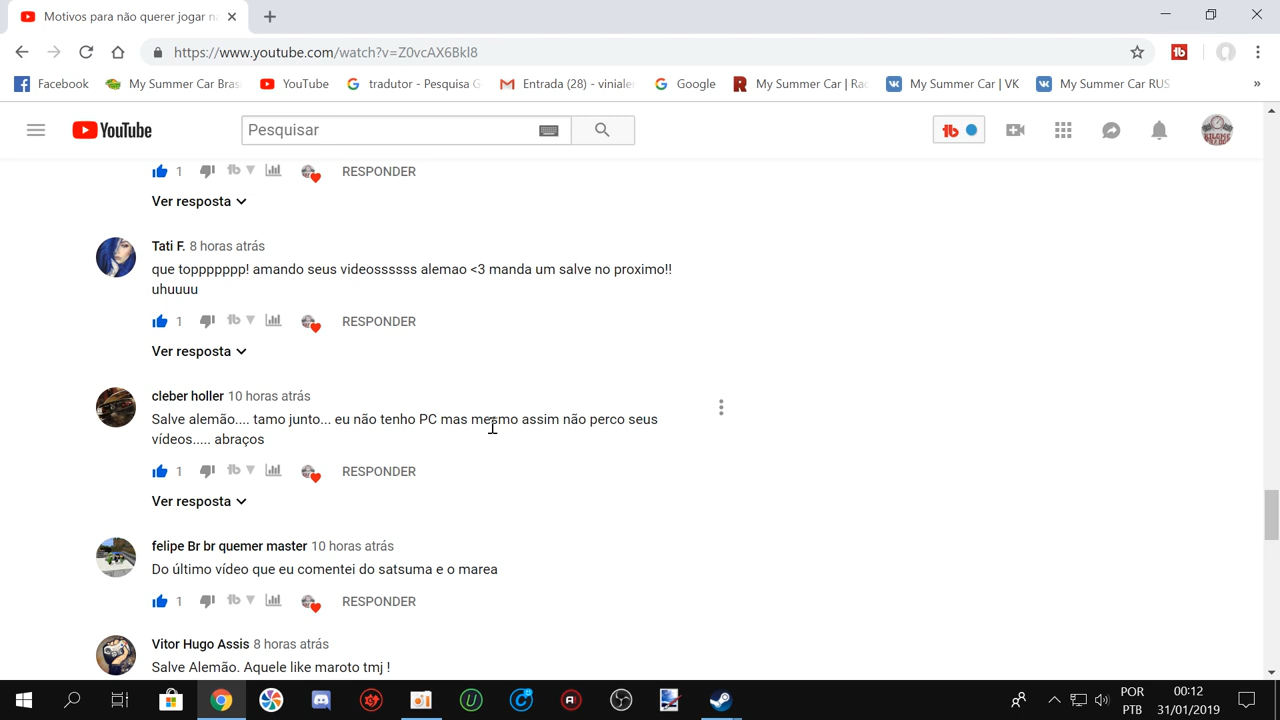 Motivos para não querer jogar na
https://www.youtube.com/watch?v=Z0vcAX6Bkl8
Facebook My Summer Car Bras YouTube tradutor - Pesquisa G Entrada (28) - vinialer Google My Summer Car | Rac My Summer Car | VK My Summer Car RUS »
YouTube Pesquisar
1 RESPONDER
Ver resposta
Tati F. 8 horas atrás
que toppppppp! amando seus videossssss alemao <3 manda um salve no proximo!!
uhuuuu
1 RESPONDER
Ver resposta
cleber holler 10 horas atrás
Salve alemão.... tamo junto... eu não tenho PC mas mesmo assim não perco seus
vídeos..... abraços
1 RESPONDER
Ver resposta
felipe Br br quemer master 10 horas atrás
Do último vídeo que eu comentei do satsuma e o marea
1 RESPONDER
Vitor Hugo Assis 8 horas atrás
Salve Alemão. Aquele like maroto tmj !
POR 00:12
PTB 31/01/2019